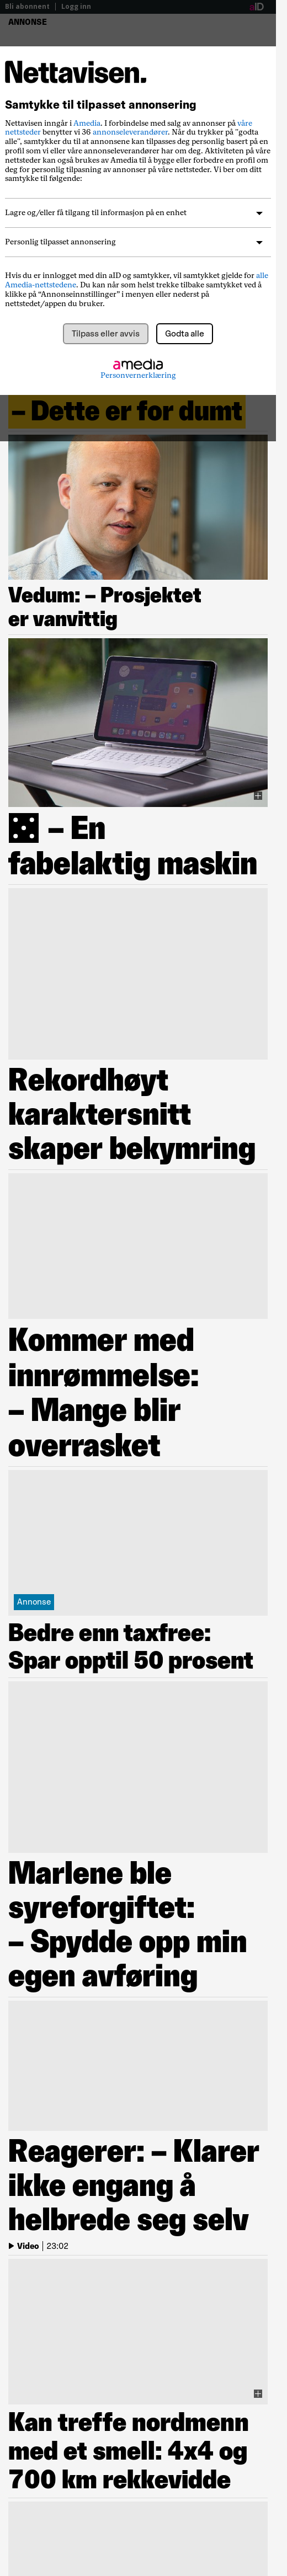 Bli abonnent | Logg inn
aID
ANNONSE
Nettavisen.
Samtykke til tilpasset annonsering
Nettavisen er i Amedia. I forbindelse med salg av annonser på våre
nettsteder benytter vi 36 annonseleverandører. Når du trykker på "godta
alle", samtykker du til at annonsene kan tilpasses deg personlig basert på en
profil som vi eller våre annonseleverandører har om deg. Aktiviteten på våre
nettsteder kan også brukes av Amedia til å bygge eller forbedre en profil om
deg for personlig tilpasning av annonser på våre nettsteder. Vi ber om ditt
samtykke til følgende:
Lagre og/eller få tilgang til informasjon på en enhet
Personlig tilpasset annonsering
Hvis du er innlogget med din aID og samtykker, vil samtykket gjelde for alle
Amedia-nettstedene. Du kan når som helst trekke tilbake samtykket ved å
klikke på “Annonseinnstillinger” i menyen eller nederst på
nettstedet/appen du bruker.
Tilpass eller avvis
Godta alle
amedia
Personvernerklæring
– Dette er for dumt
Vedum: – Prosjektet
er vanvittig
– En
fabelaktig maskin
Rekordhøyt
karaktersnitt
skaper bekymring
Kommer med
innrømmelse:
– Mange blir
overrasket
Annonse
Bedre enn taxfree:
Spar opptil 50 prosent
Marlene ble
syreforgiftet:
– Spydde opp min
egen avføring
Reagerer: – Klarer
ikke engang å
helbrede seg selv
Video | 23:02
Kan treffe nordmenn
med et smell: 4x4 og
700 km rekkevidde